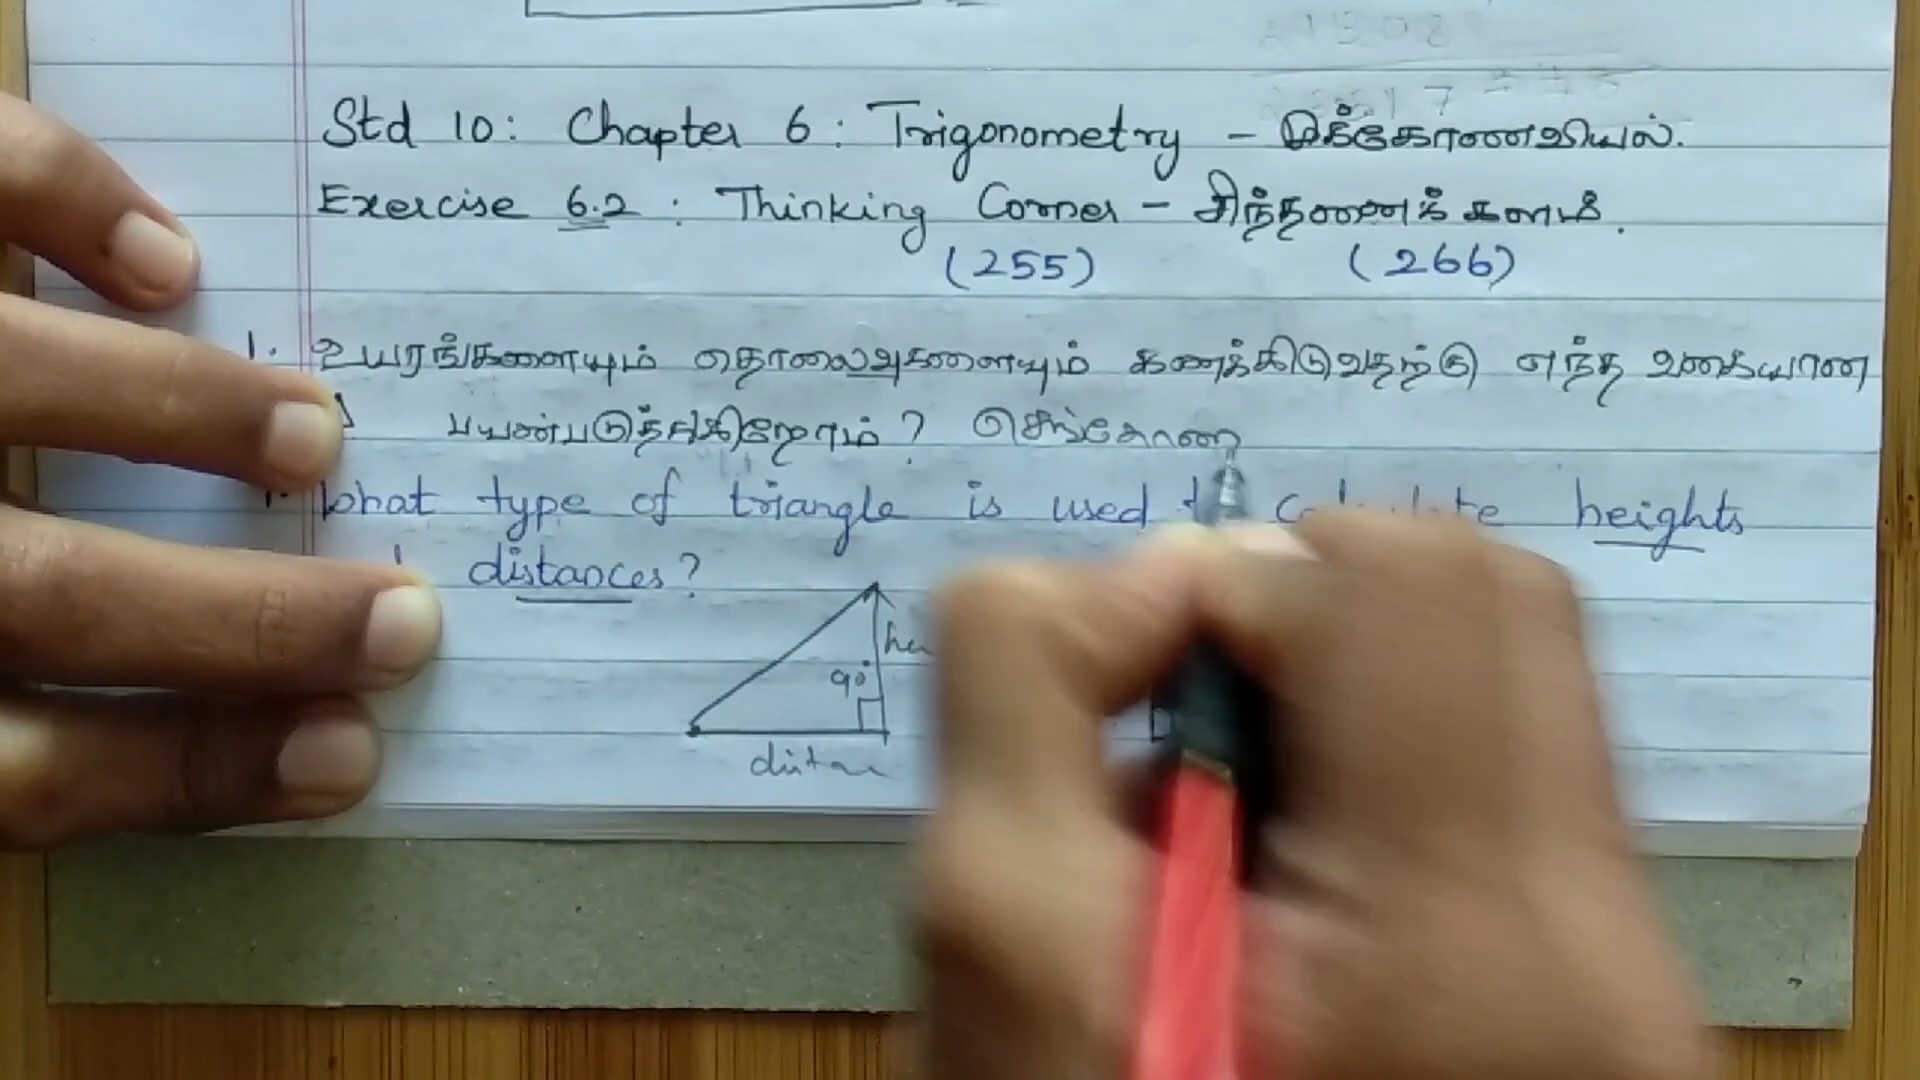 Std 10: Chapter 6: Trigonometry - முக்கோணவியல்.
Exercise 6.2: Thinking Corner - சிந்தனைக் களம்.
(255) (266)
1. உயரங்களையும் தொலைவுகளையும் கணக்கிடுவதற்கு எந்த வகையான
பயன்படுத்துகிறோம்? செங்கோண
What type of triangle is used heights
distances?
90°